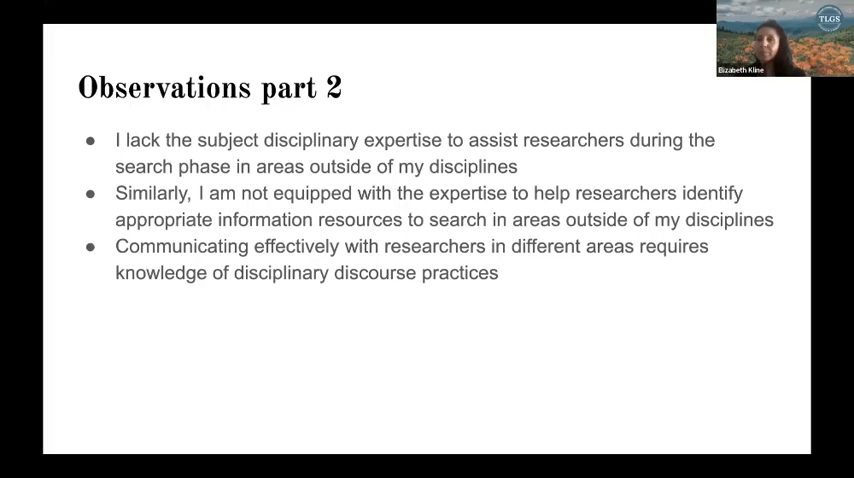 TLGS
Elizabeth Kline
Observations part 2
● I lack the subject disciplinary expertise to assist researchers during the
search phase in areas outside of my disciplines
● Similarly, I am not equipped with the expertise to help researchers identify
appropriate information resources to search in areas outside of my disciplines
● Communicating effectively with researchers in different areas requires
knowledge of disciplinary discourse practices